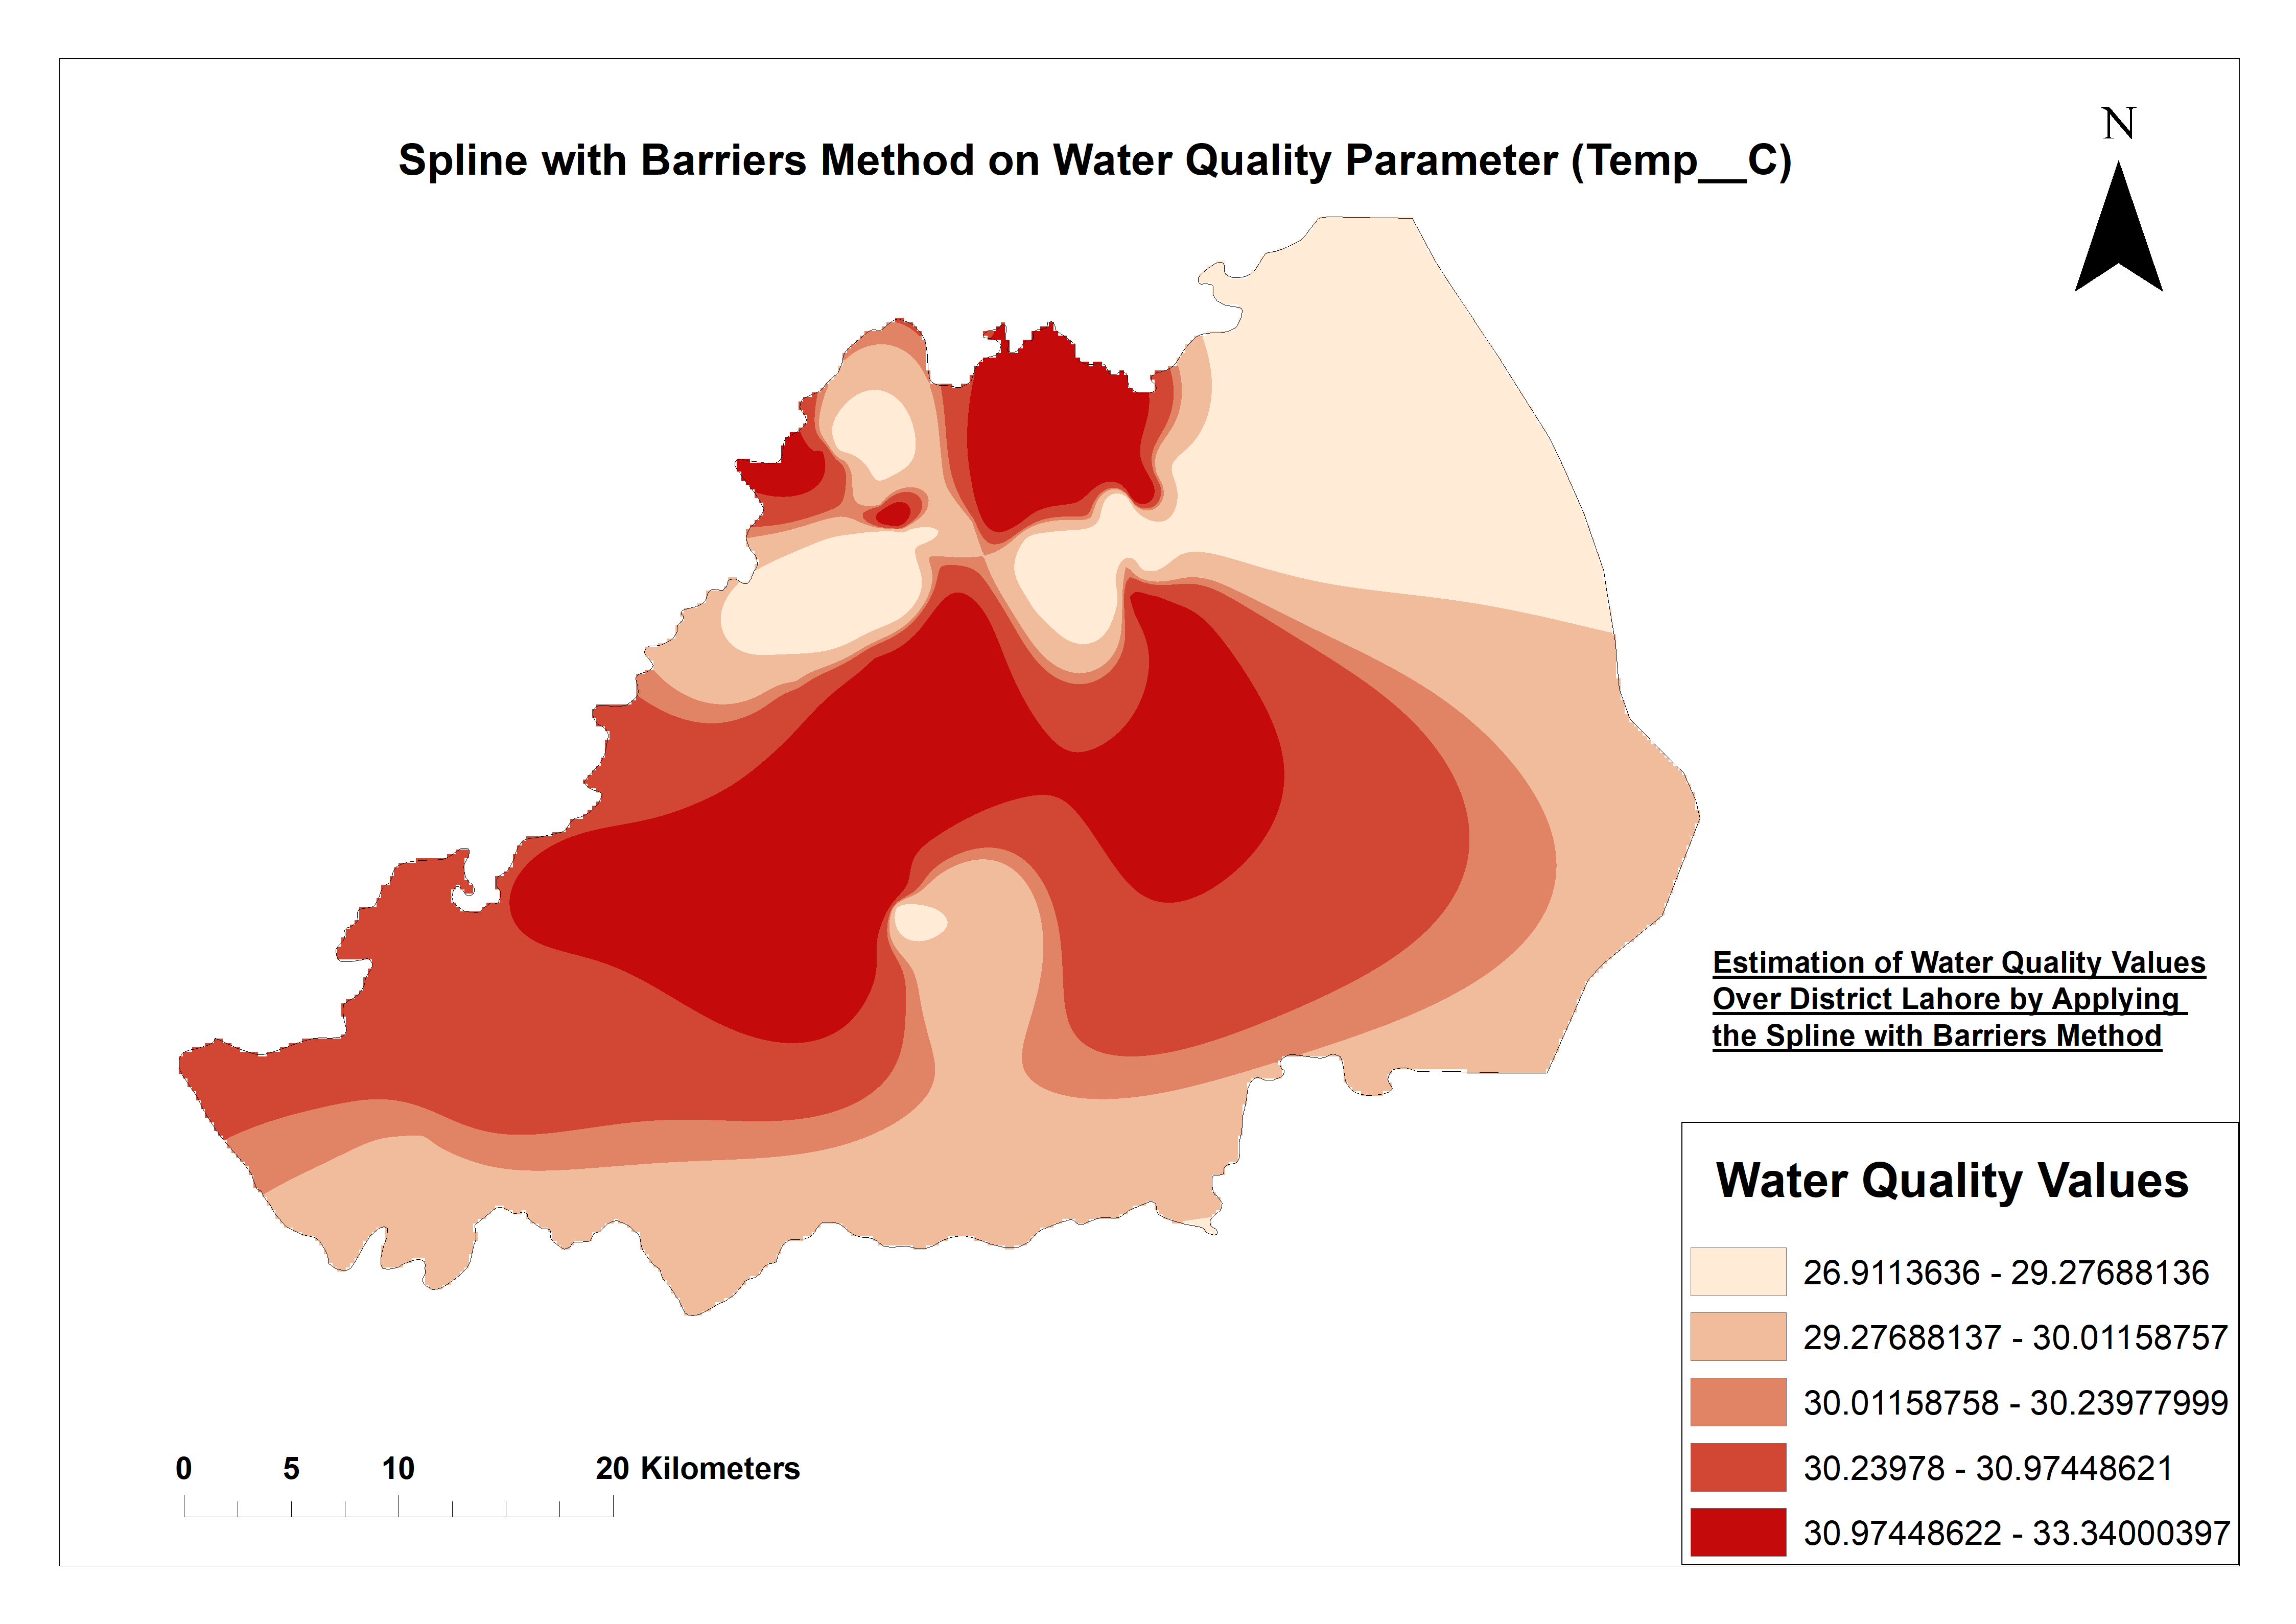 N
Spline with Barriers Method on Water Quality Parameter (Temp__C)
Estimation of Water Quality Values
Over District Lahore by Applying
the Spline with Barriers Method
Water Quality Values
26.9113636 - 29.27688136
29.27688137 - 30.01158757
30.01158758 - 30.23977999
30.23978 - 30.97448621
30.97448622 - 33.34000397
0 5 10 20 Kilometers